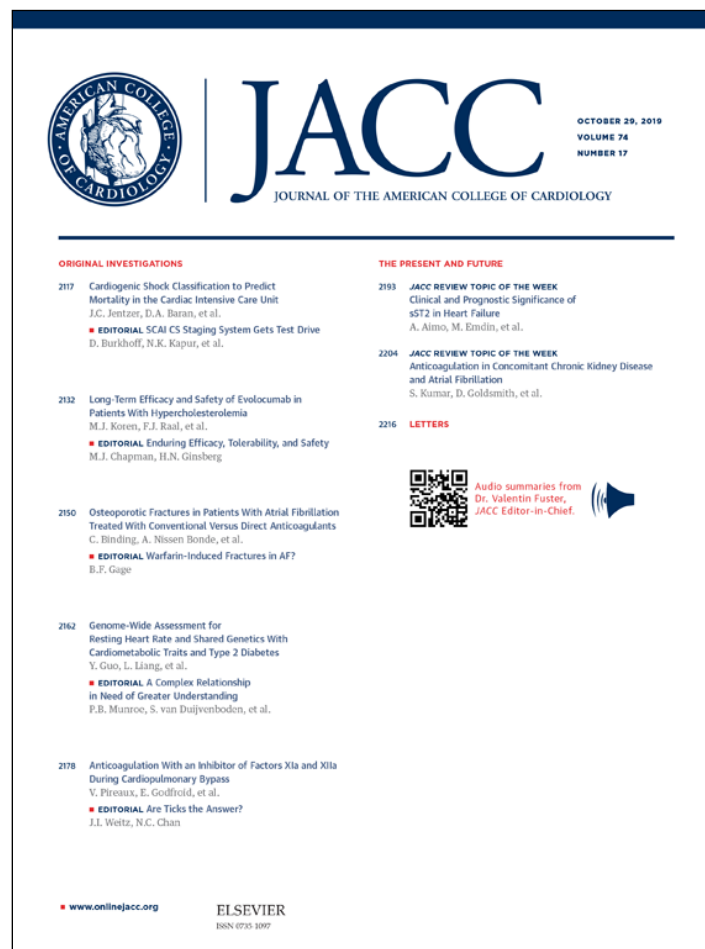 AMERICAN COLLEGE
OF CARDIOLOGY
JACC
JOURNAL OF THE AMERICAN COLLEGE OF CARDIOLOGY
OCTOBER 29, 2019
VOLUME 74
NUMBER 17
ORIGINAL INVESTIGATIONS
2117 Cardiogenic Shock Classification to Predict
Mortality in the Cardiac Intensive Care Unit
J.C. Jentzer, D.A. Baran, et al.
■ EDITORIAL SCAI CS Staging System Gets Test Drive
D. Burkhoff, N.K. Kapur, et al.
2132 Long-Term Efficacy and Safety of Evolocumab in
Patients With Hypercholesterolemia
M.J. Koren, F.J. Raal, et al.
■ EDITORIAL Enduring Efficacy, Tolerability, and Safety
M.J. Chapman, H.N. Ginsberg
2150 Osteoporotic Fractures in Patients With Atrial Fibrillation
Treated With Conventional Versus Direct Anticoagulants
C. Binding, A. Nissen Bonde, et al.
■ EDITORIAL Warfarin-Induced Fractures in AF?
B.F. Gage
2162 Genome-Wide Assessment for
Resting Heart Rate and Shared Genetics With
Cardiometabolic Traits and Type 2 Diabetes
Y. Guo, L. Liang, et al.
■ EDITORIAL A Complex Relationship
in Need of Greater Understanding
P.B. Munroe, S. van Duijvenboden, et al.
2178 Anticoagulation With an Inhibitor of Factors XIa and XIIa
During Cardiopulmonary Bypass
V. Pireaux, E. Godfroid, et al.
■ EDITORIAL Are Ticks the Answer?
J.I. Weitz, N.C. Chan
THE PRESENT AND FUTURE
2193 JACC REVIEW TOPIC OF THE WEEK
Clinical and Prognostic Significance of
sST2 in Heart Failure
A. Aimo, M. Emdin, et al.
2204 JACC REVIEW TOPIC OF THE WEEK
Anticoagulation in Concomitant Chronic Kidney Disease
and Atrial Fibrillation
S. Kumar, D. Goldsmith, et al.
2216 LETTERS
Audio summaries from
Dr. Valentin Fuster,
JACC Editor-in-Chief.
■ www.onlinejacc.org
ELSEVIER
ISSN 0735-1097